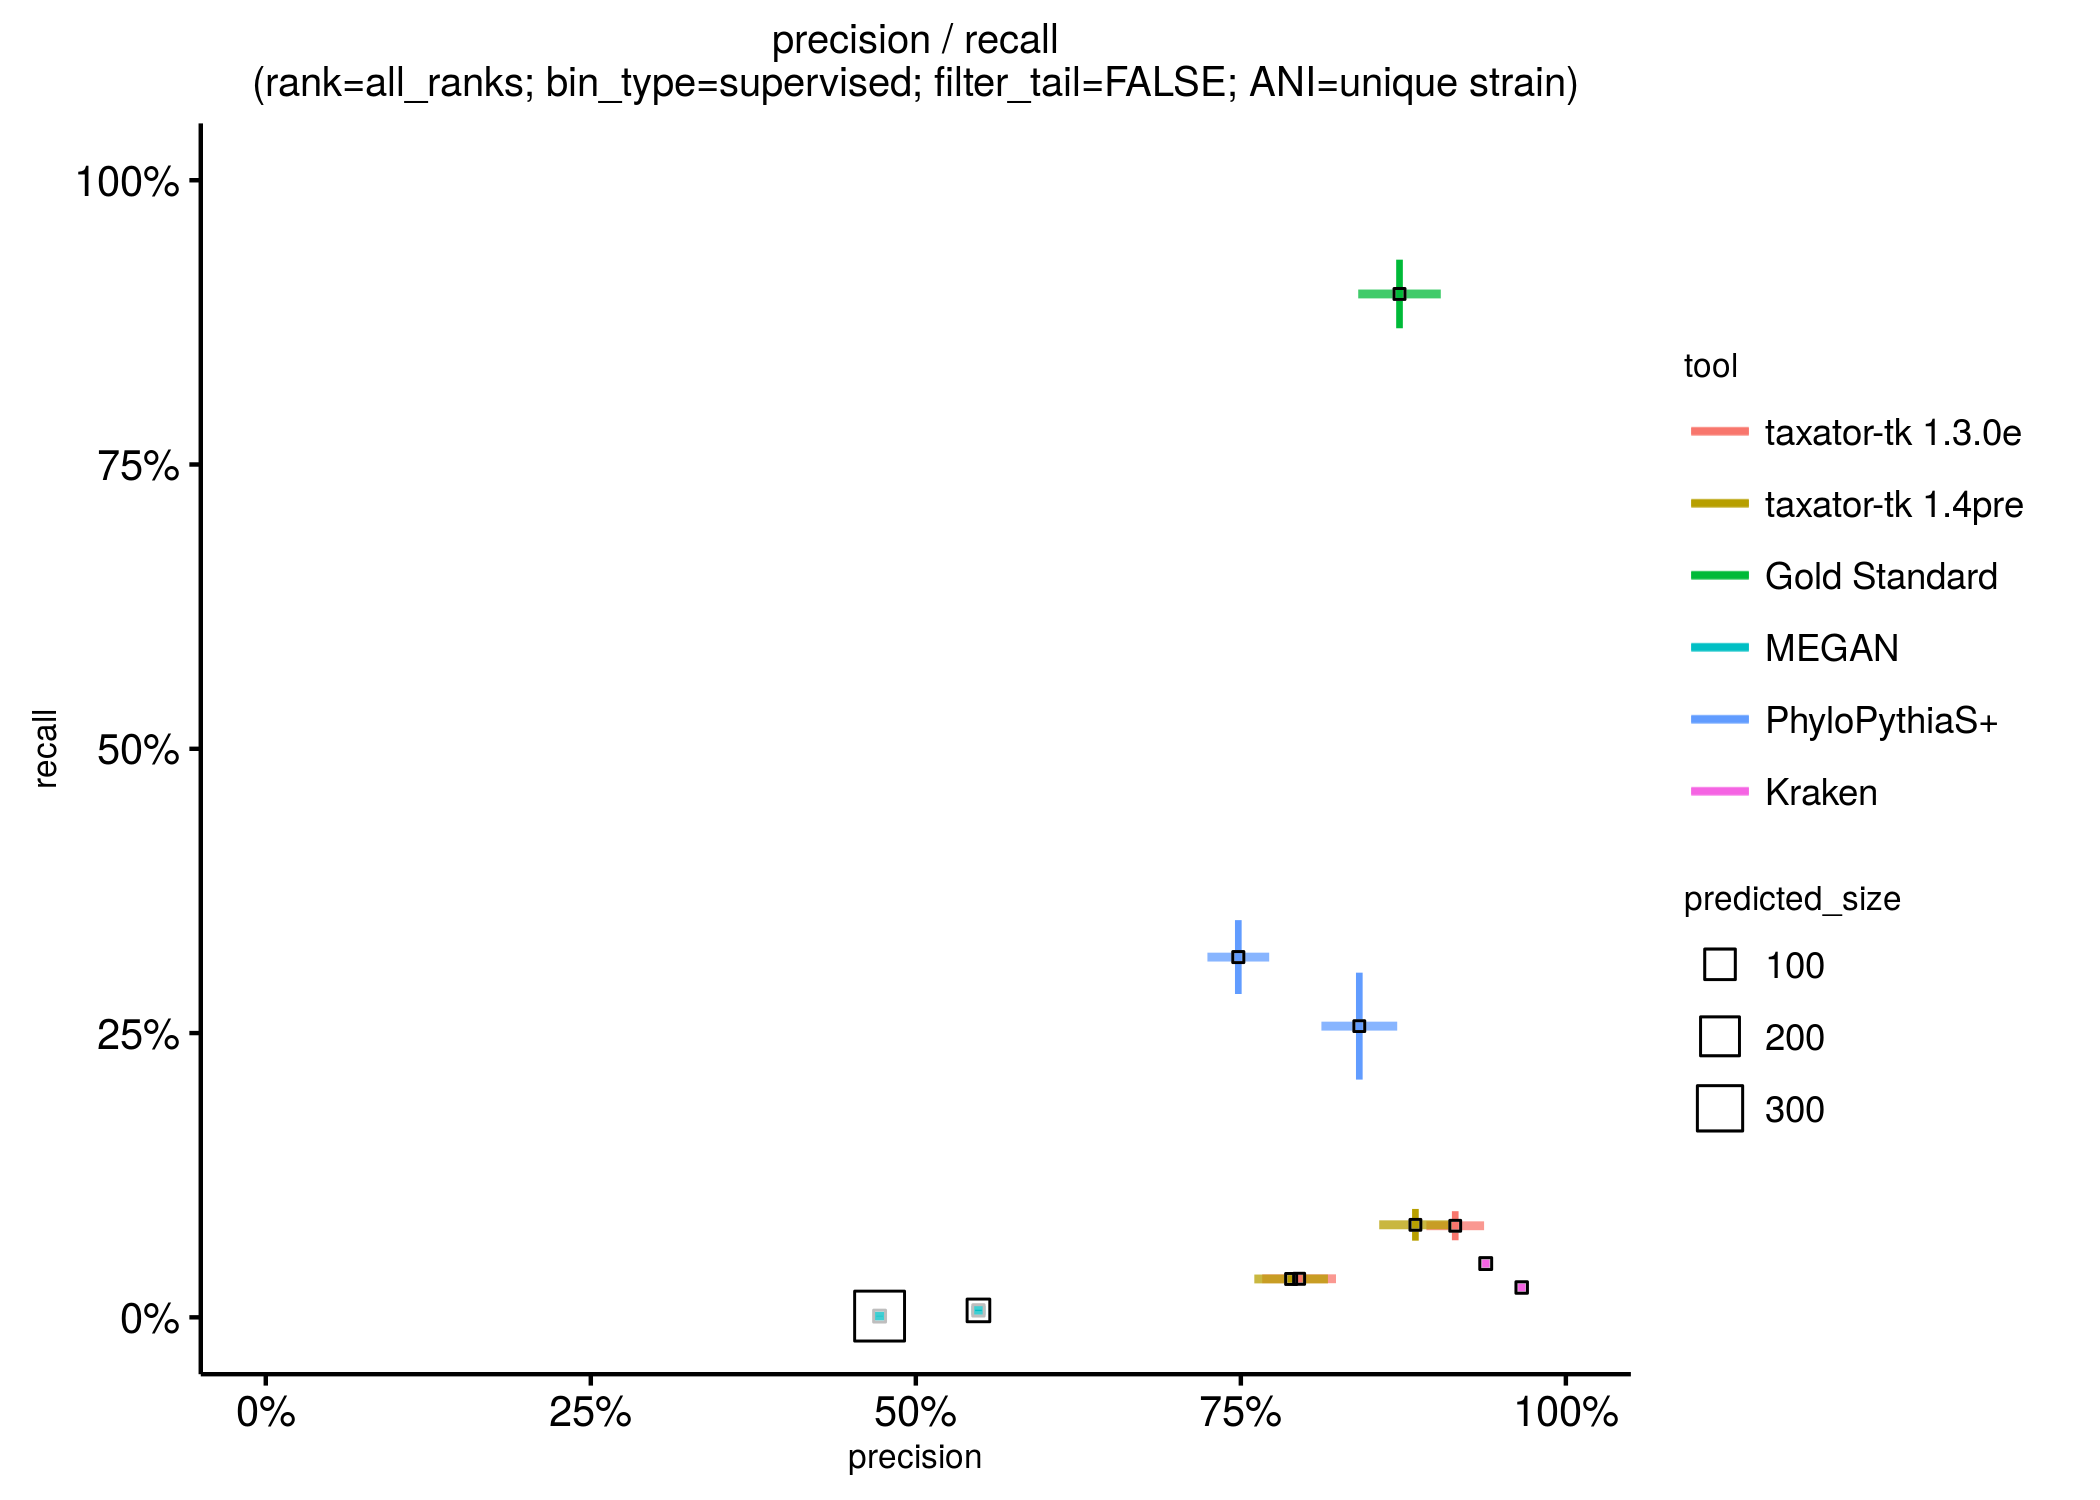 precision / recall
(rank=all_ranks; bin_type=supervised; filter_tail=FALSE; ANI=unique strain)
100%
75%
50%
25%
0%
recall
0%
25%
50%
75%
100%
precision
tool
taxator-tk 1.3.0e
taxator-tk 1.4pre
Gold Standard
MEGAN
PhyloPythiaS+
Kraken
predicted_size
100
200
300